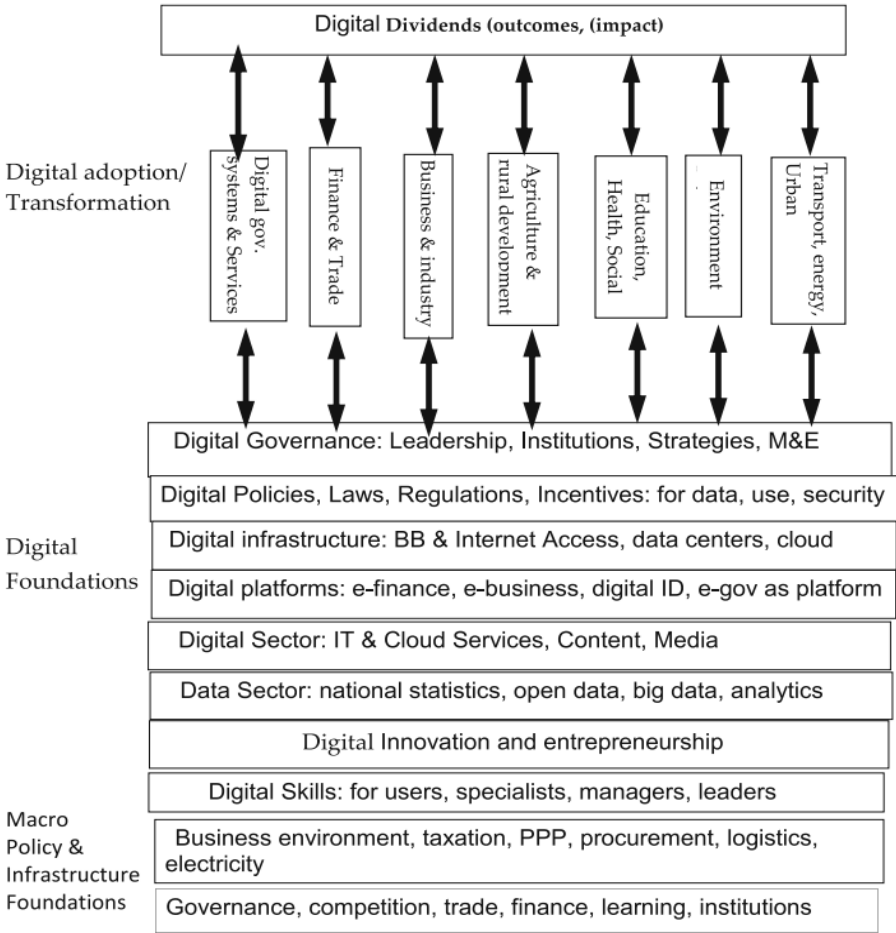 Digital Dividends (outcomes, (impact)
Digital adoption/
Transformation
Digital gov.
systems & Services
Finance & Trade
Business & industry
Agriculture &
rural development
Education,
Health, Social
Environment
Transport, energy,
Urban
Digital Governance: Leadership, Institutions, Strategies, M&E
Digital Policies, Laws, Regulations, Incentives: for data, use, security
Digital
Foundations
Digital infrastructure: BB & Internet Access, data centers, cloud
Digital platforms: e-finance, e-business, digital ID, e-gov as platform
Digital Sector: IT & Cloud Services, Content, Media
Data Sector: national statistics, open data, big data, analytics
Digital Innovation and entrepreneurship
Digital Skills: for users, specialists, managers, leaders
Macro
Policy &
Infrastructure
Foundations
Business environment, taxation, PPP, procurement, logistics,
electricity
Governance, competition, trade, finance, learning, institutions